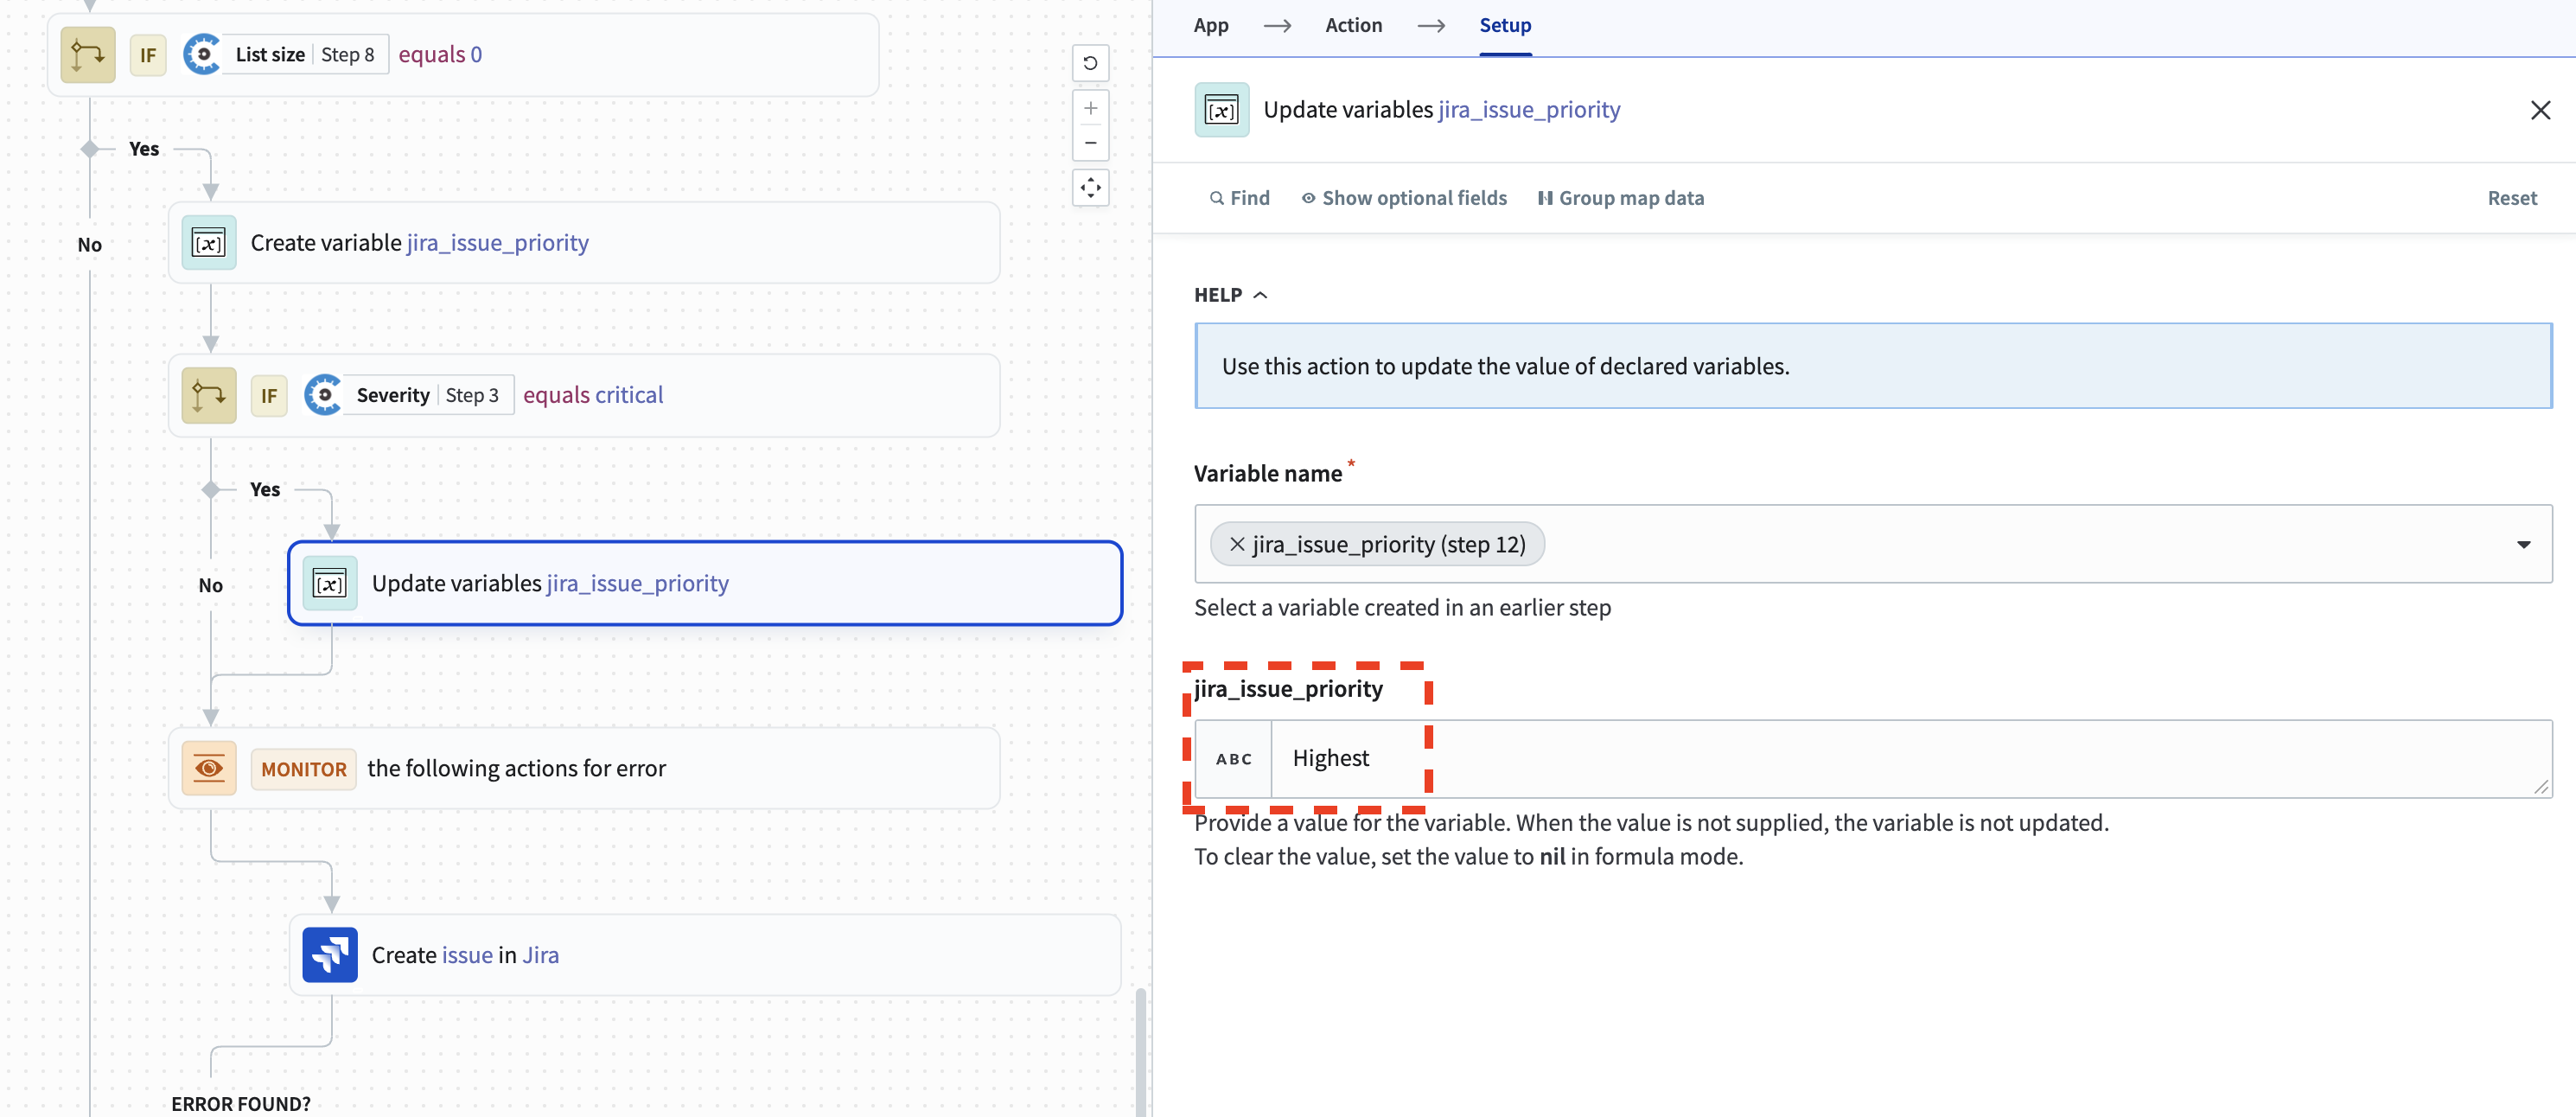 IF List size Step 8 equals 0
Yes
No
Create variable jira_issue_priority
IF Severity Step 3 equals critical
Yes
No
[x] Update variables jira_issue_priority
MONITOR the following actions for error
Create issue in Jira
ERROR FOUND?
App → Action → Setup
[x] Update variables jira_issue_priority
Find Show optional fields Group map data Reset
HELP
Use this action to update the value of declared variables.
Variable name *
jira_issue_priority (step 12)
Select a variable created in an earlier step
jira_issue_priority
ABC Highest
Provide a value for the variable. When the value is not supplied, the variable is not updated.
To clear the value, set the value to nil in formula mode.